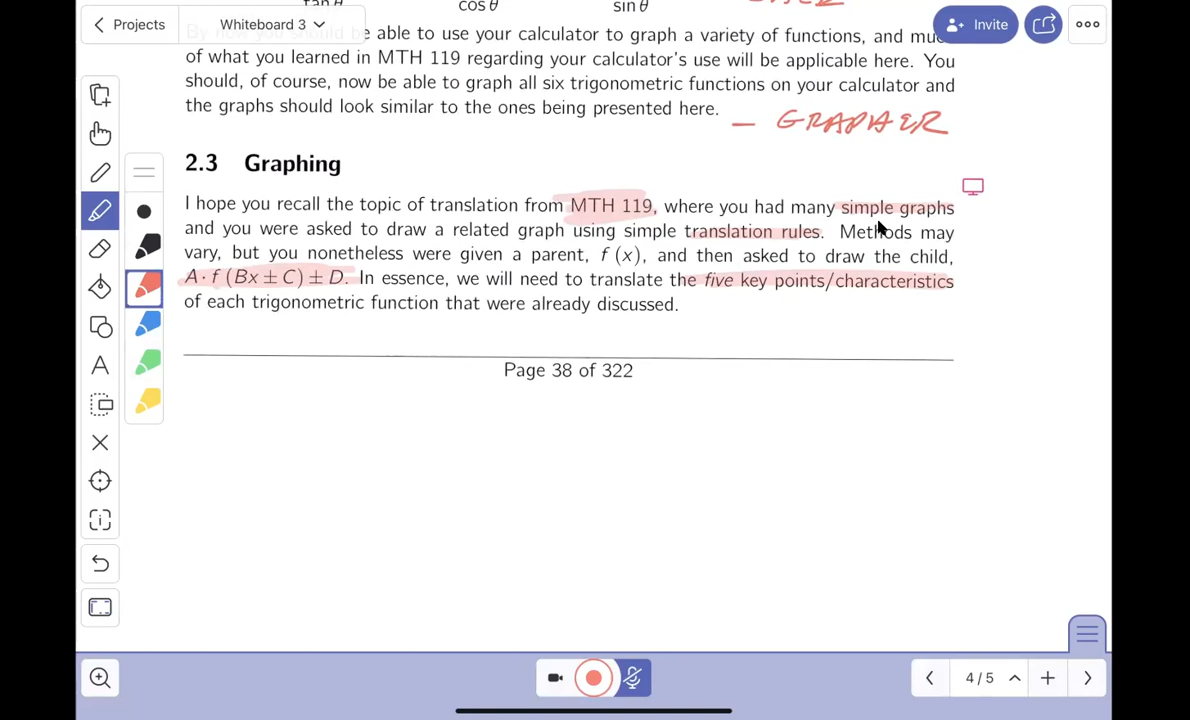 tan θ cos θ sin θ
Projects
Whiteboard 3
Invite
be able to use your calculator to graph a variety of functions, and
of what you learned in MTH 119 regarding your calculator's use will be applicable here. You
should, of course, now be able to graph all six trigonometric functions on your calculator and
the graphs should look similar to the ones being presented here.
— GRAPHER
2.3 Graphing
I hope you recall the topic of translation from MTH 119, where you had many simple graphs
and you were asked to draw a related graph using simple translation rules. Methods may
vary, but you nonetheless were given a parent, f (x), and then asked to draw the child,
A · f (Bx ± C) ± D. In essence, we will need to translate the five key points/characteristics
of each trigonometric function that were already discussed.
Page 38 of 322
A
4 / 5